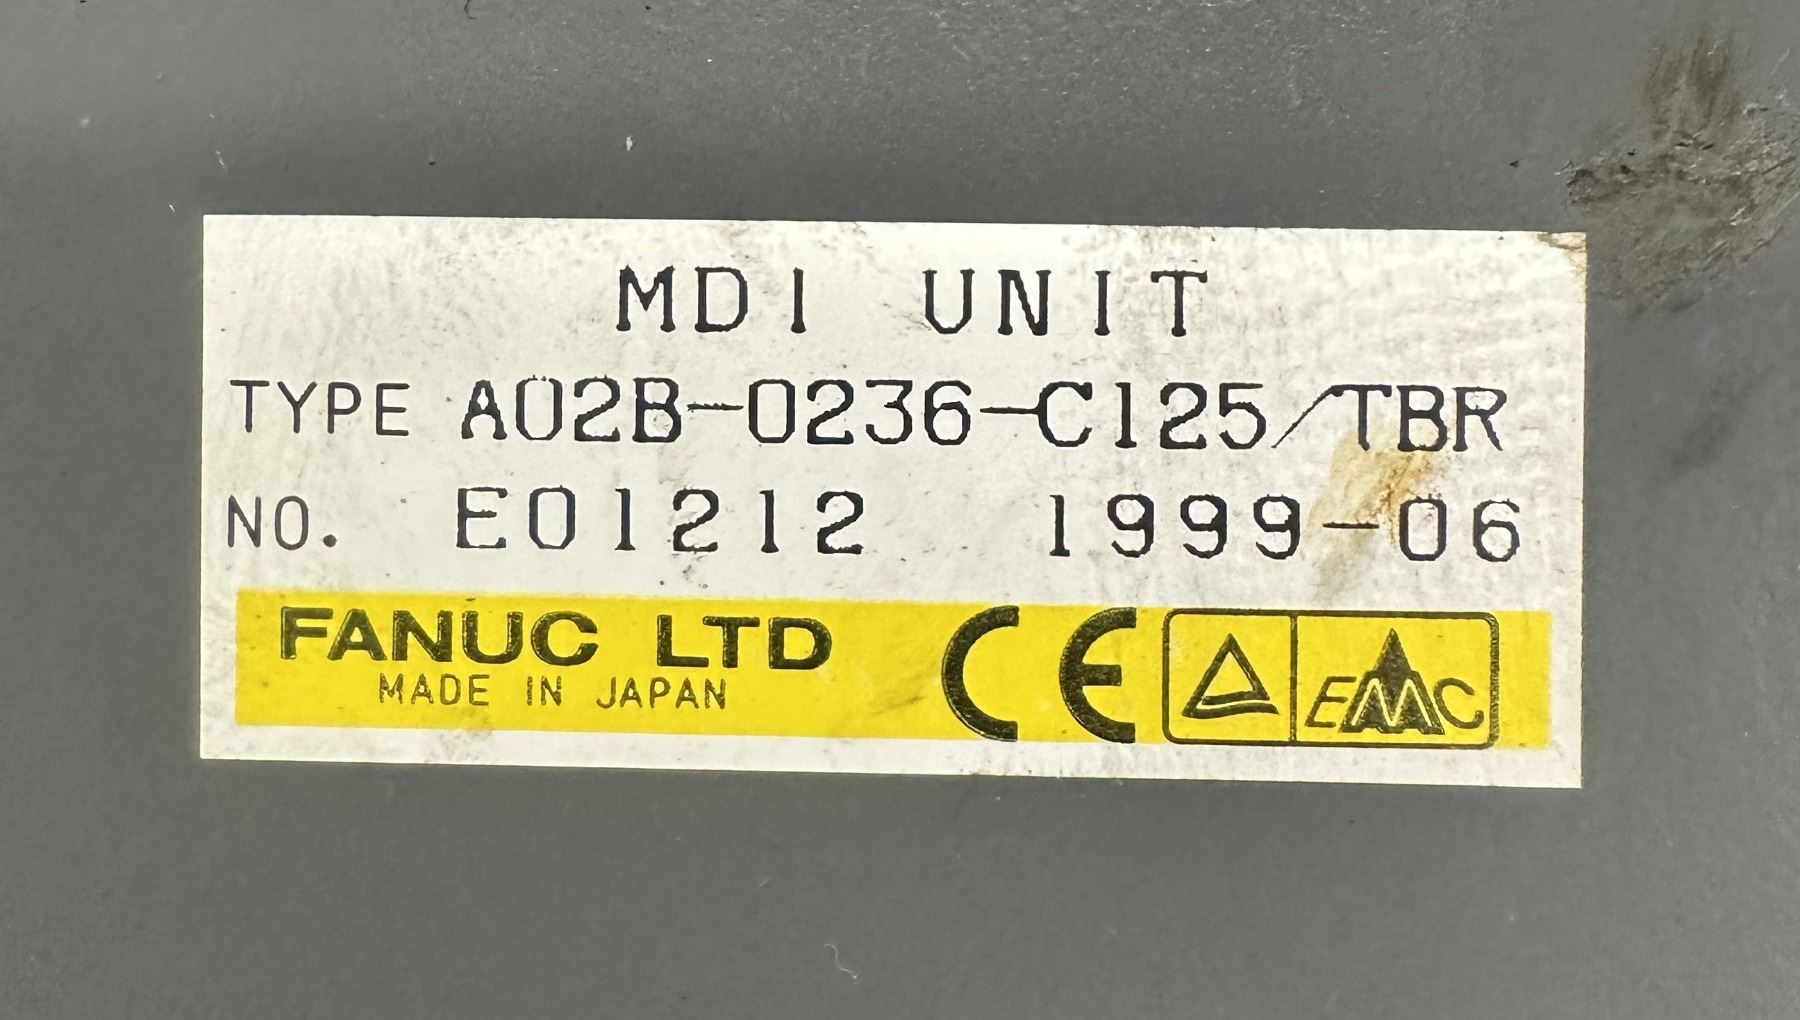 MDI UNIT
TYPE A02B-0236-C125/TBR
NO. E01212 1999-06
FANUC LTD
MADE IN JAPAN
CE
EMC